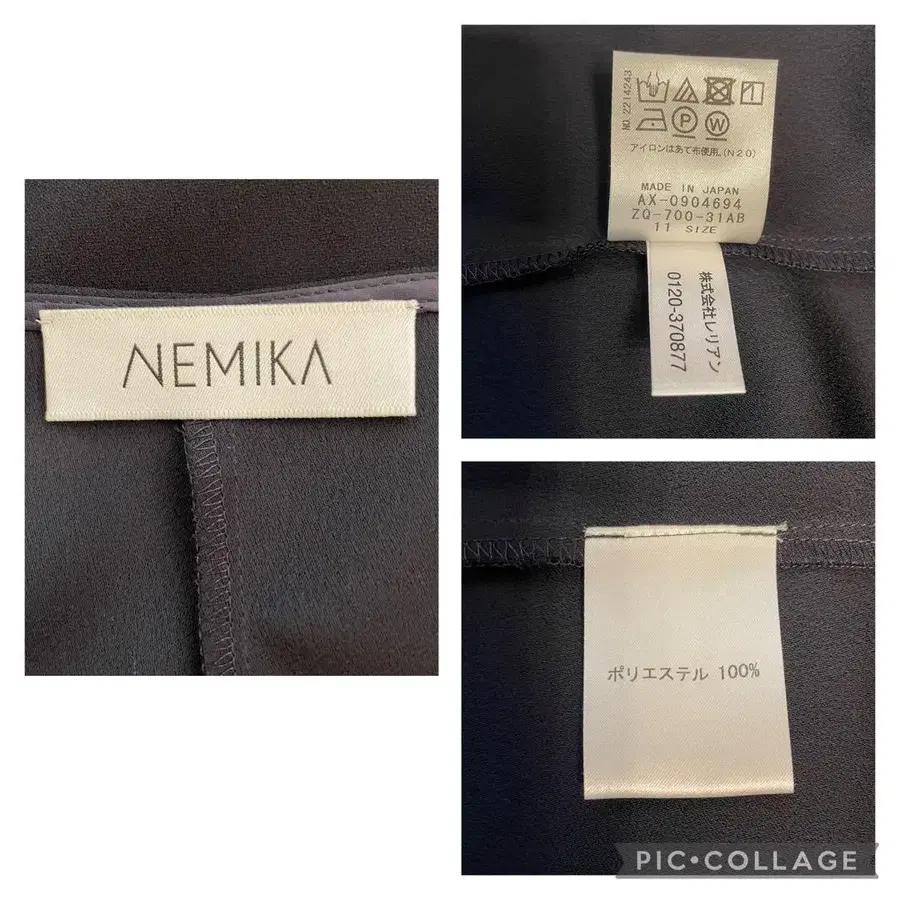 NEMIKA
NO.2214243
アイロンはあて布使用。(N20)
MADE IN JAPAN
AX-0904694
ZQ-700-31AB
11 SIZE
株式会社レリアン
0120-370877
ポリエステル 100%
PIC•COLLAGE